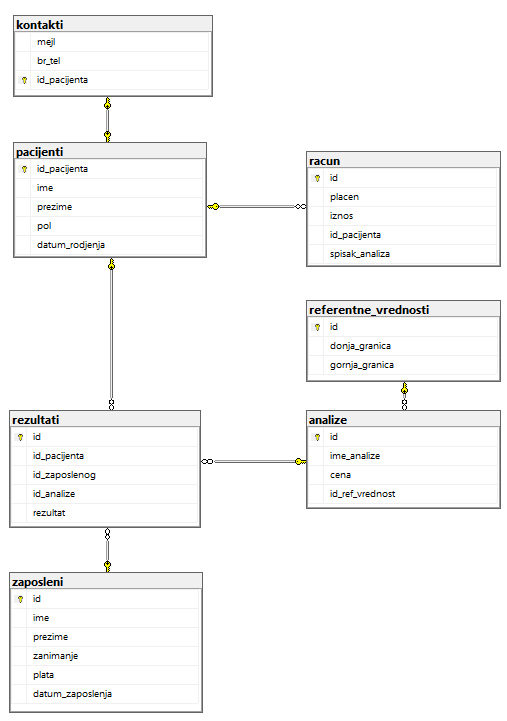 kontakti
mejl
br_tel
id_pacijenta
pacijenti
id_pacijenta
ime
prezime
pol
datum_rodjenja
racun
id
placen
iznos
id_pacijenta
spisak_analiza
referentne_vrednosti
id
donja_granica
gornja_granica
rezultati
id
id_pacijenta
id_zaposlenog
id_analize
rezultat
analize
id
ime_analize
cena
id_ref_vrednost
zaposleni
id
ime
prezime
zanimanje
plata
datum_zaposlenja